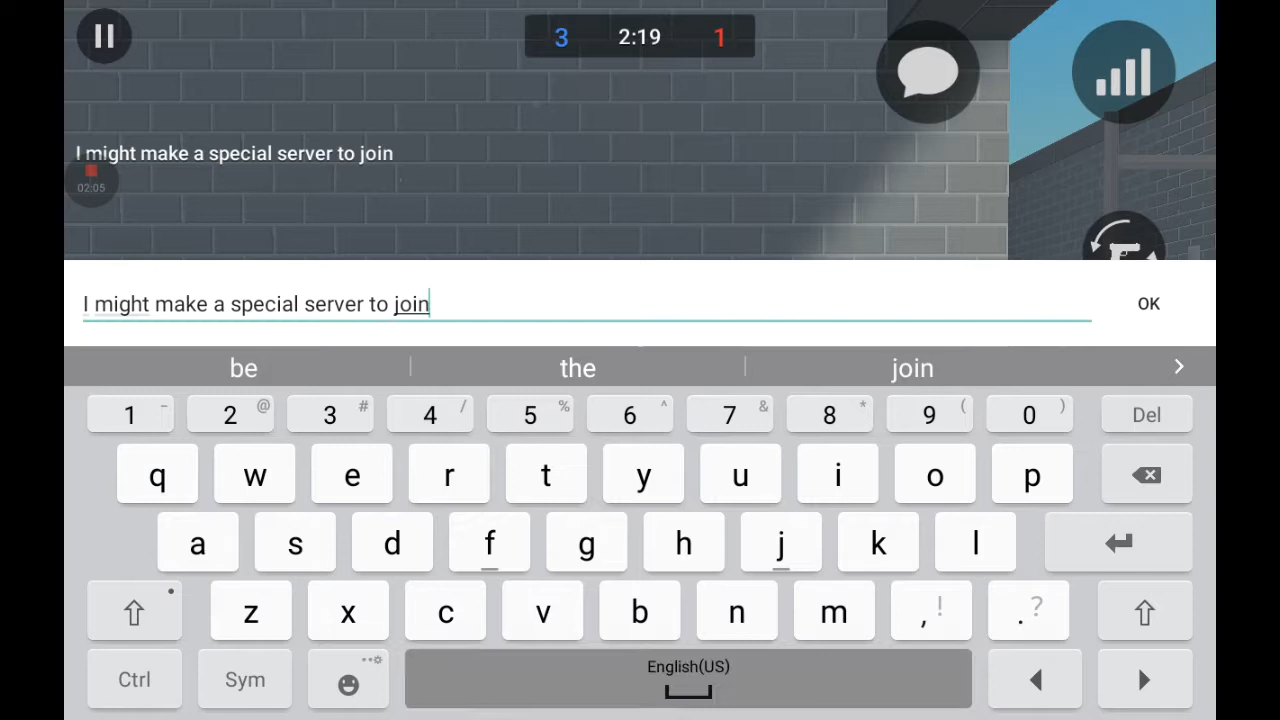 3 2:19 1
I might make a special server to join
02:05
I might make a special server to join OK
be the join
1 - 2 @ 3 # 4 / 5 % 6 ^ 7 & 8 * 9 ( 0 ) Del
q w e r t y u i o p
a s d f g h j k l
z x c v b n m , ! . ?
Ctrl Sym English(US)